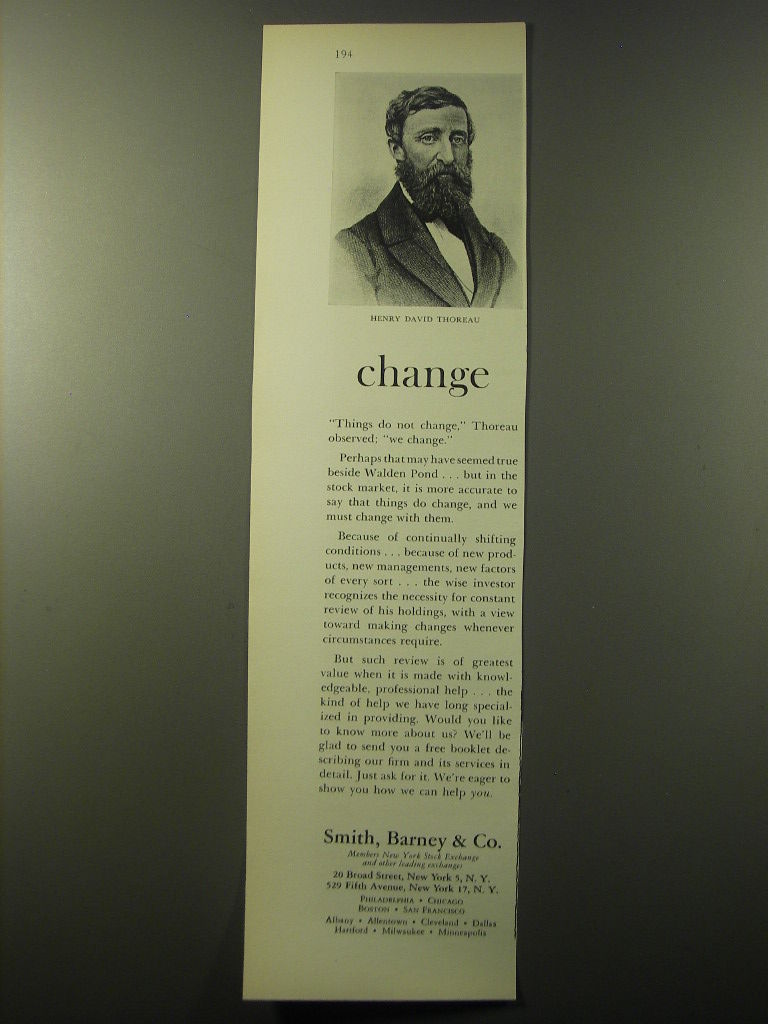 194
HENRY DAVID THOREAU
change
"Things do not change," Thoreau
observed; "we change."
Perhaps that may have seemed true
beside Walden Pond . . . but in the
stock market, it is more accurate to
say that things do change, and we
must change with them.
Because of continually shifting
conditions . . . because of new prod-
ucts, new managements, new factors
of every sort . . . the wise investor
recognizes the necessity for constant
review of his holdings, with a view
toward making changes whenever
circumstances require.
But such review is of greatest
value when it is made with knowl-
edgeable, professional help . . . the
kind of help we have long special-
ized in providing. Would you like
to know more about us? We'll be
glad to send you a free booklet de-
scribing our firm and its services in
detail. Just ask for it. We're eager to
show you how we can help you.
Smith, Barney & Co.
Members New York Stock Exchange
and other leading exchanges
20 Broad Street, New York 5, N. Y.
529 Fifth Avenue, New York 17, N. Y.
PHILADELPHIA • CHICAGO
BOSTON • SAN FRANCISCO
Albany • Allentown • Cleveland • Dallas
Hartford • Milwaukee • Minneapolis